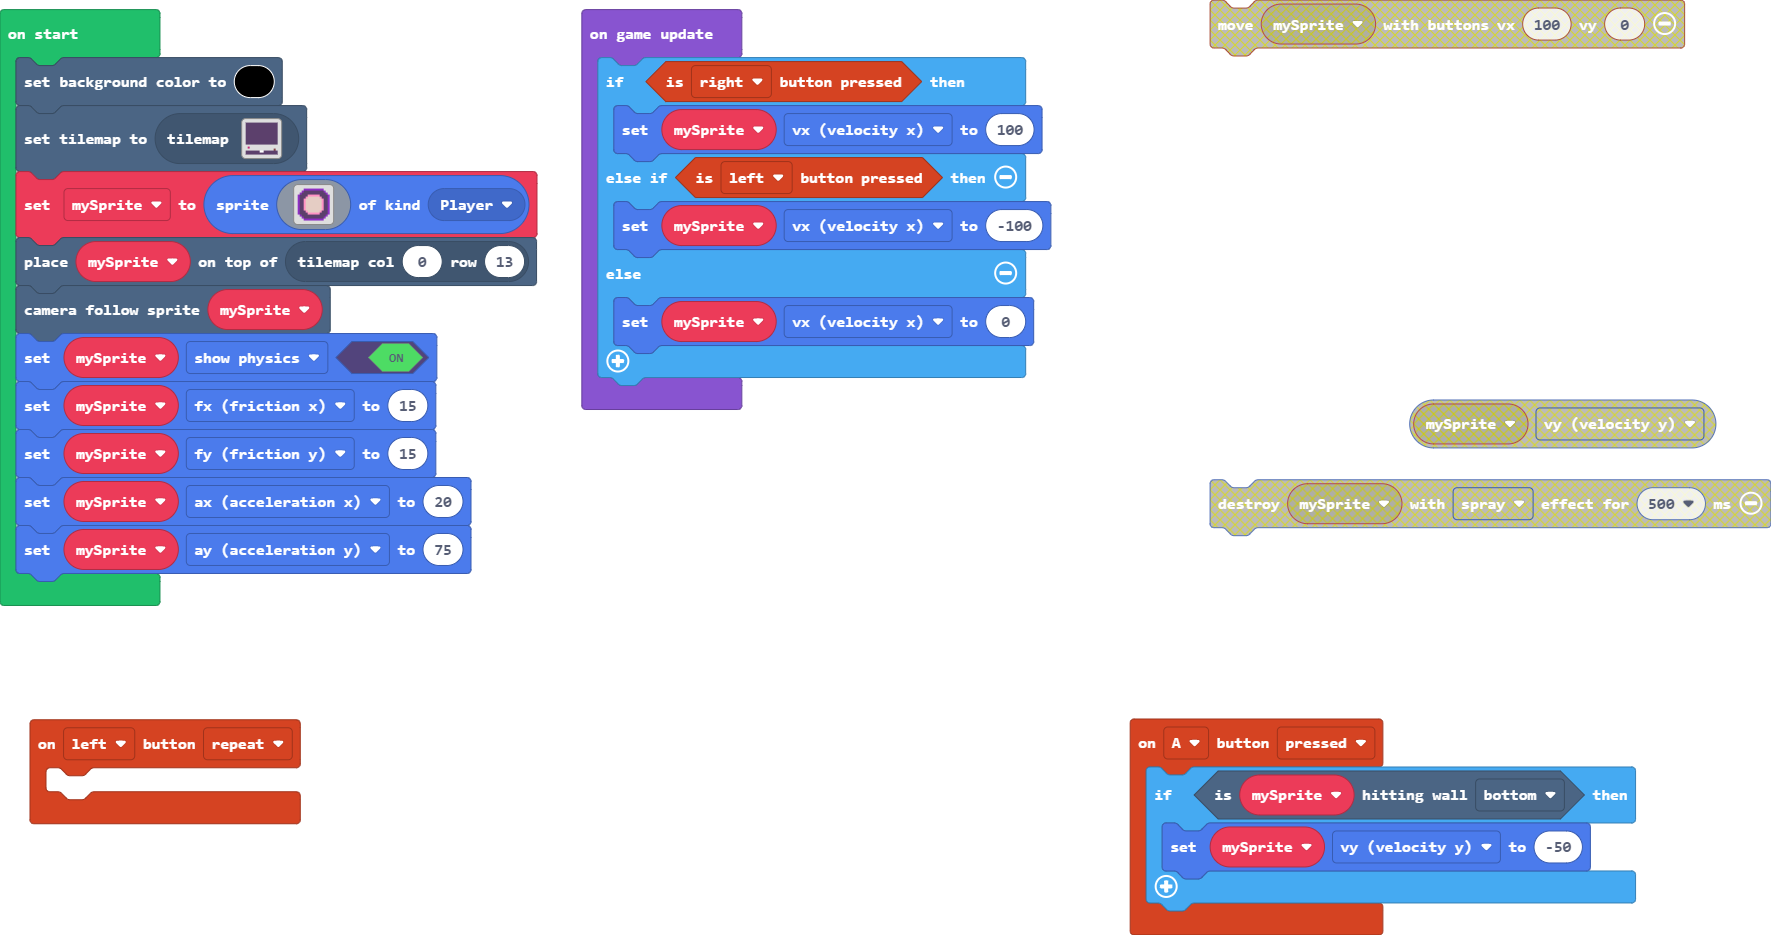 on start
set background color to
set tilemap to tilemap
set mySprite to sprite of kind Player
place mySprite on top of tilemap col 0 row 13
camera follow sprite mySprite
set mySprite show physics ON
set mySprite fx (friction x) to 15
set mySprite fy (friction y) to 15
set mySprite ax (acceleration x) to 20
set mySprite ay (acceleration y) to 75
on game update
if is right button pressed then
set mySprite vx (velocity x) to 100
else if is left button pressed then
set mySprite vx (velocity x) to -100
else
set mySprite vx (velocity x) to 0
move mySprite with buttons vx 100 vy 0
mySprite vy (velocity y)
destroy mySprite with spray effect for 500 ms
on left button repeat
on A button pressed
if is mySprite hitting wall bottom then
set mySprite vy (velocity y) to -50